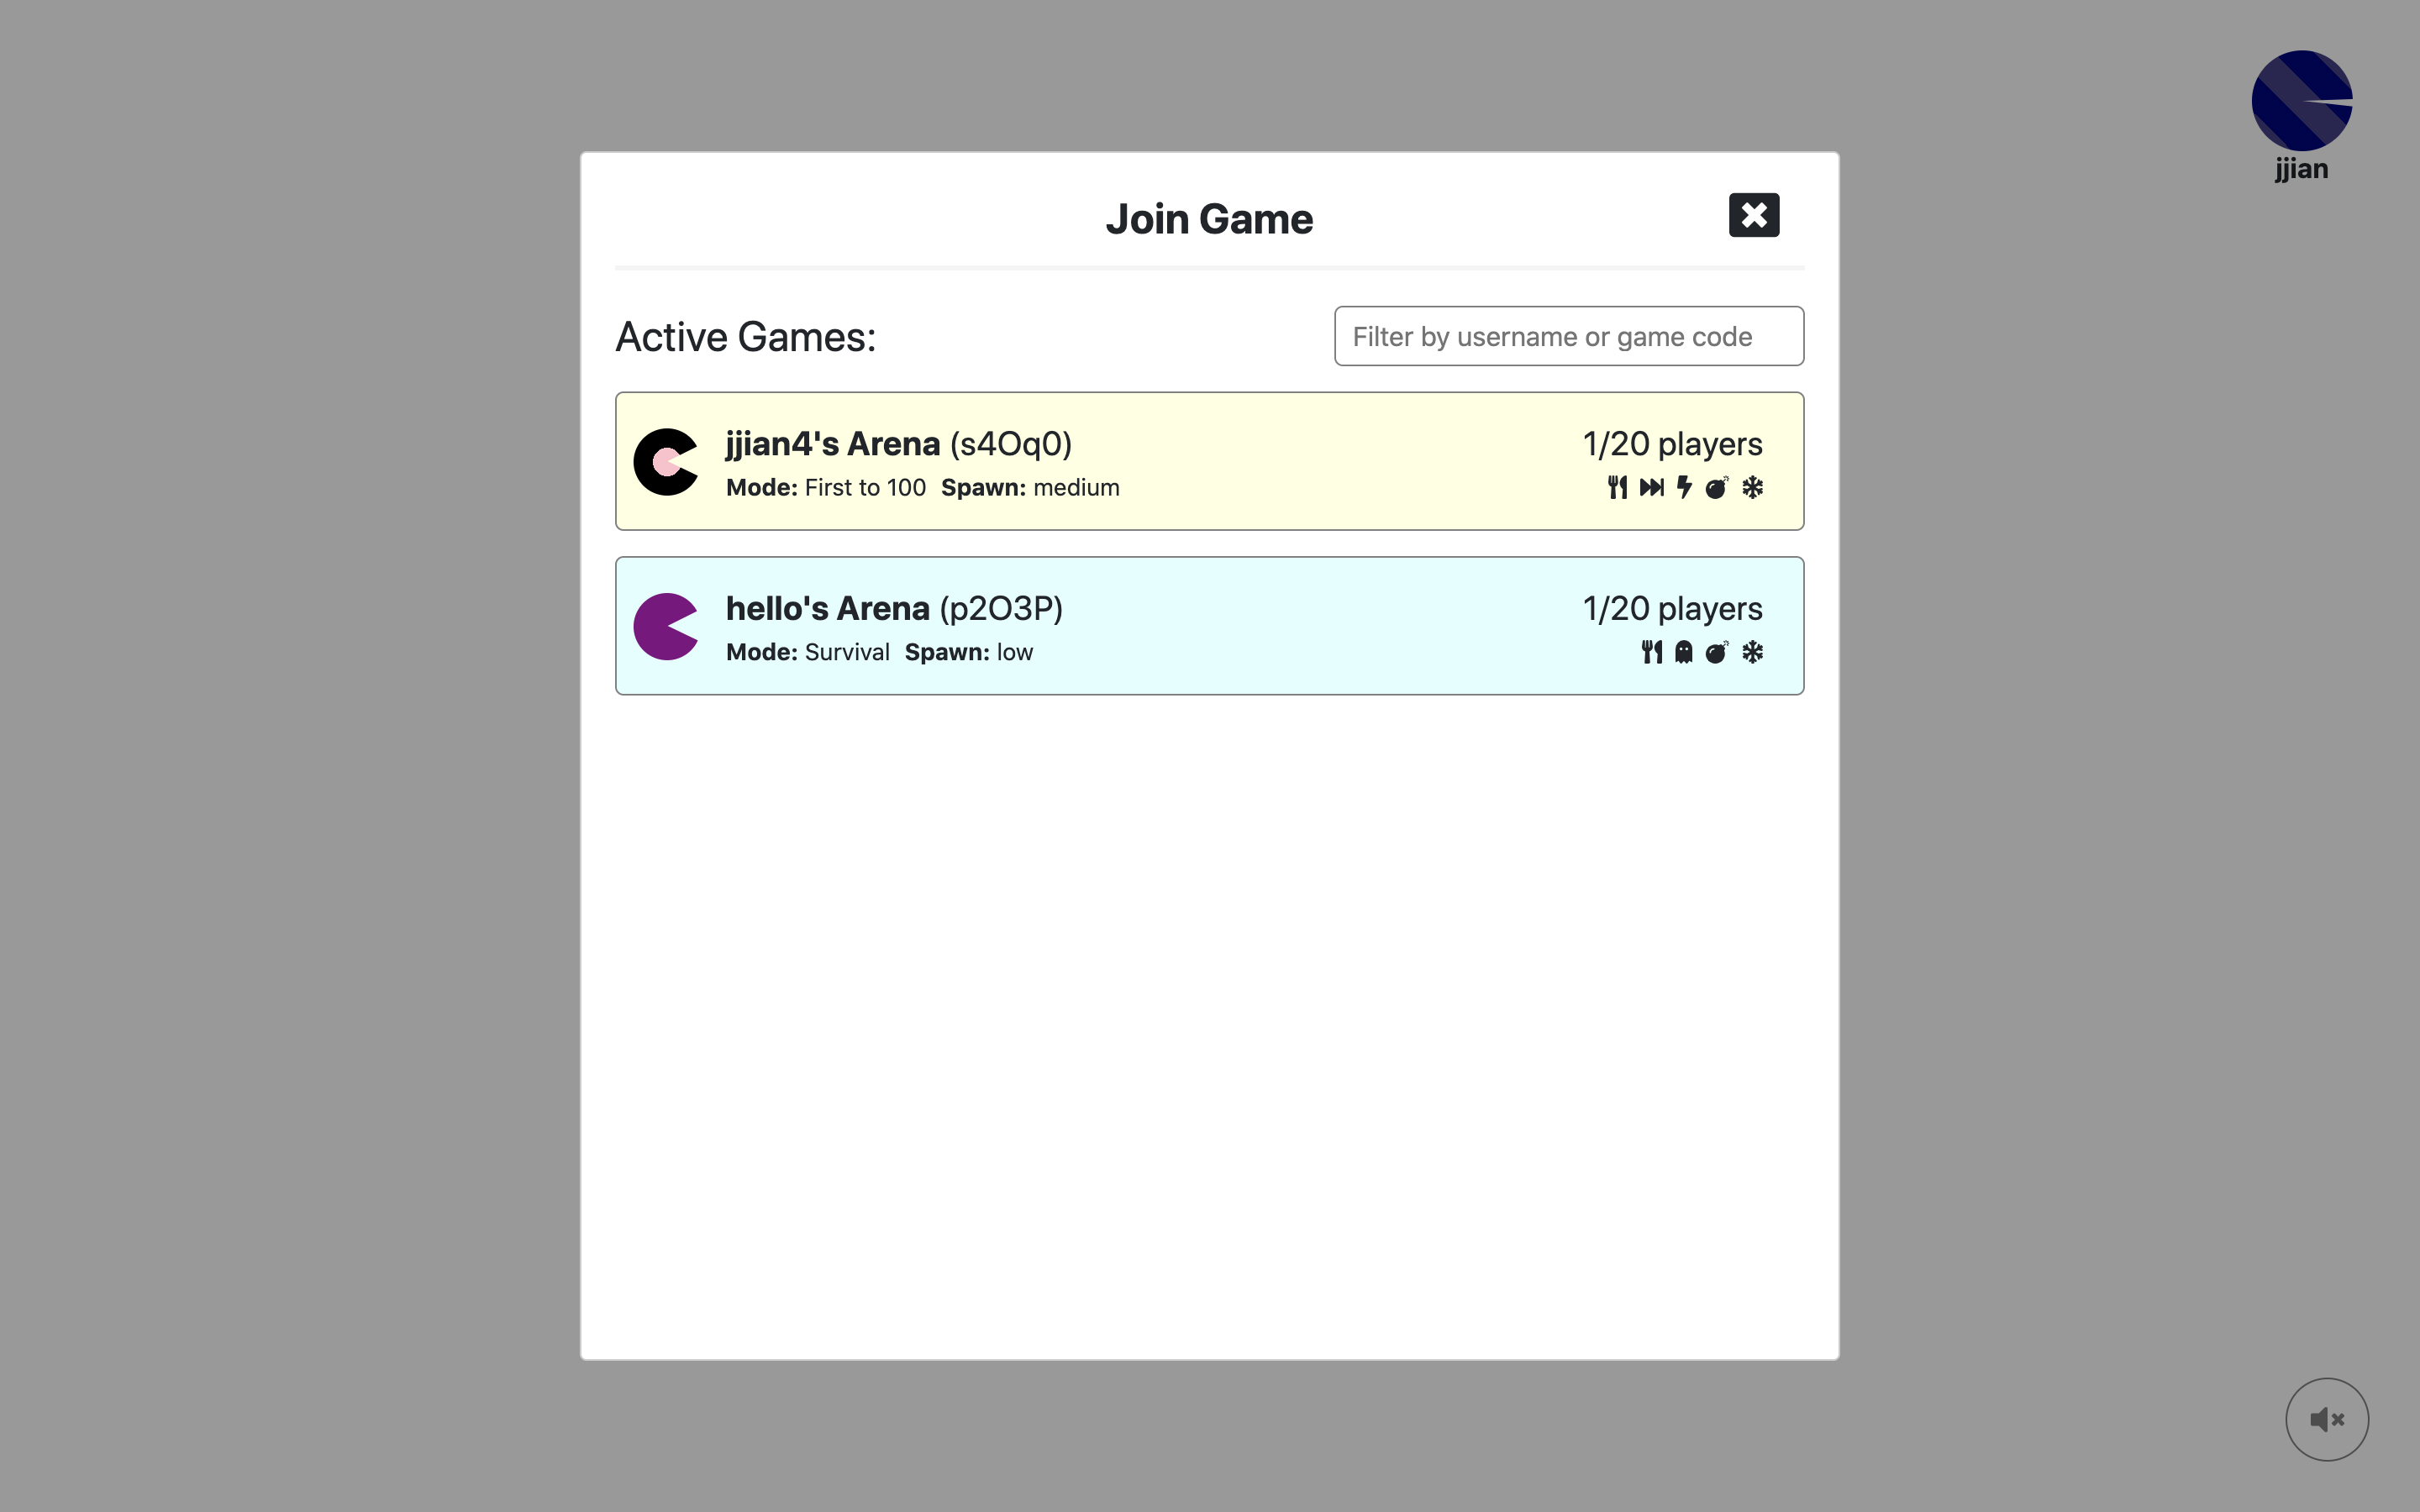 jjian
Join Game
Active Games:
Filter by username or game code
jjian4's Arena (s4Oq0)
1/20 players
Mode: First to 100 Spawn: medium
hello's Arena (p2O3P)
1/20 players
Mode: Survival Spawn: low